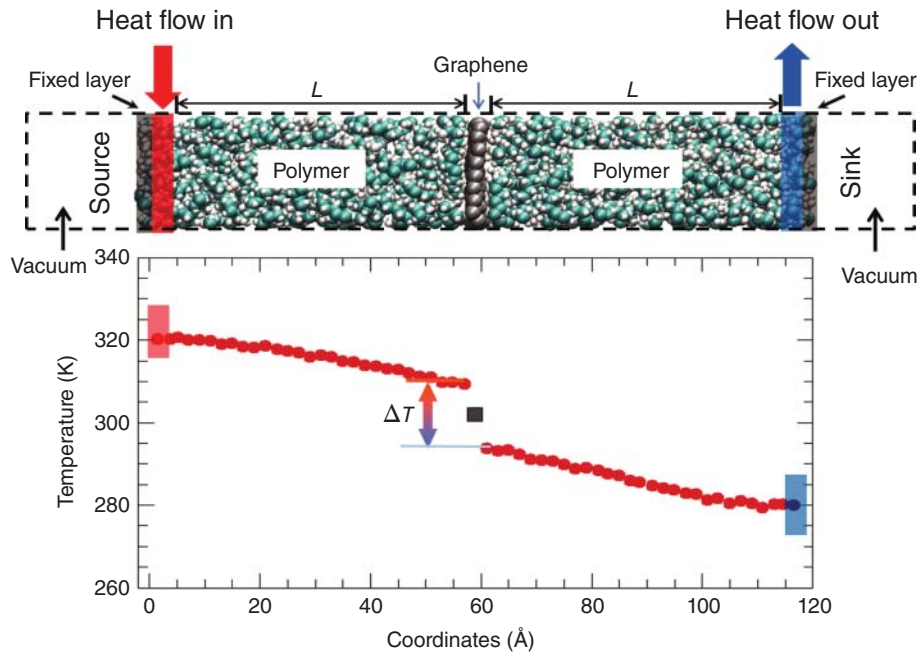 Heat flow in
Heat flow out
Fixed layer
L
Graphene
L
Fixed layer
Source
Polymer
Polymer
Sink
Vacuum
Vacuum
340
320
300
280
260
Temperature (K)
ΔT
0
20
40
60
80
100
120
Coordinates (Å)